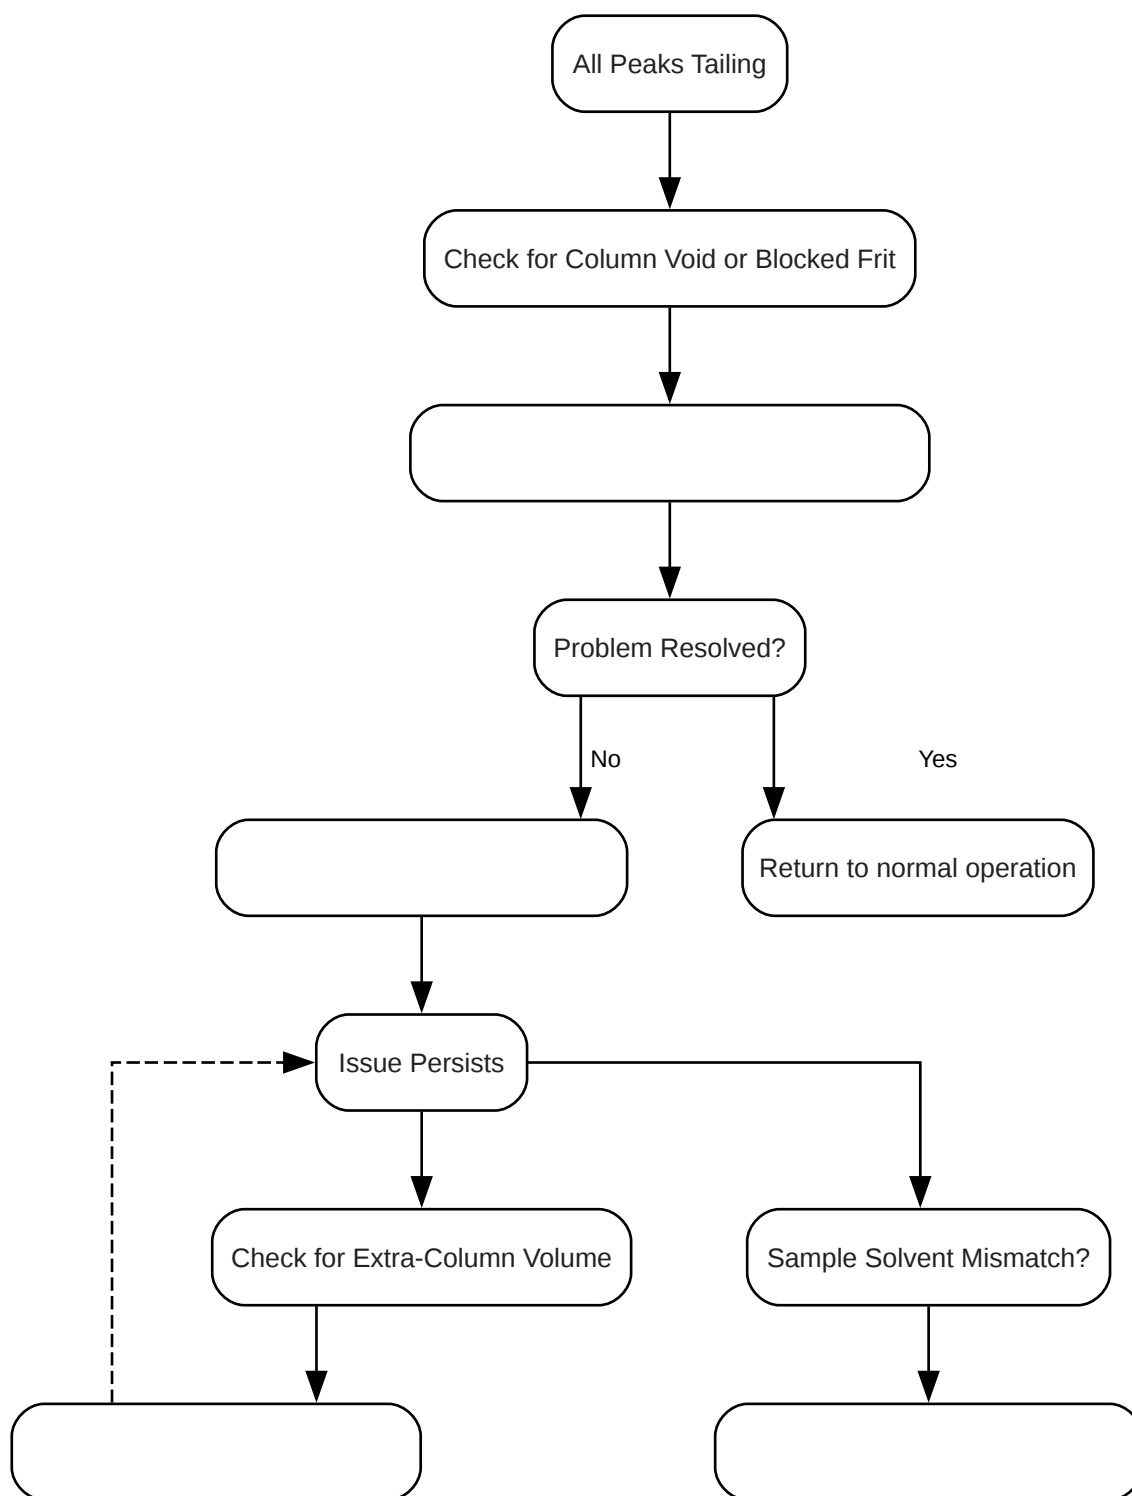 All Peaks Tailing
Check for Column Void or Blocked Frit
Problem Resolved?
No
Yes
Return to normal operation
Issue Persists
Check for Extra-Column Volume
Sample Solvent Mismatch?